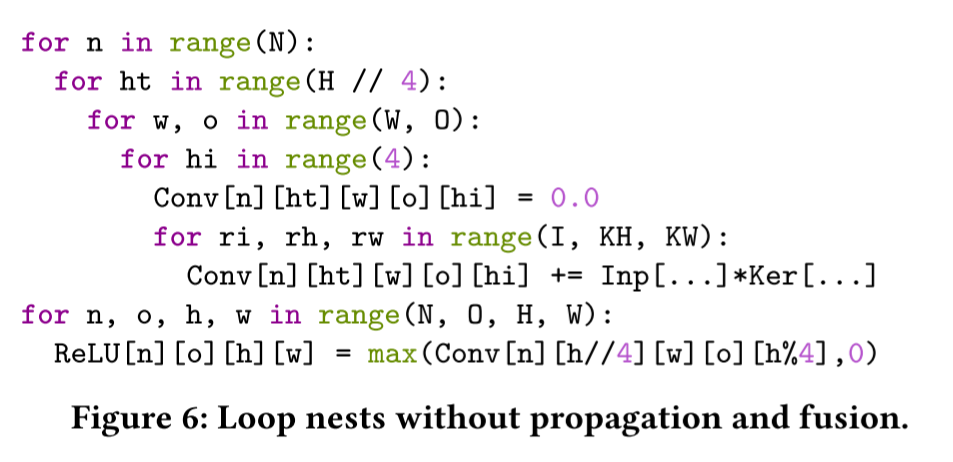 for n in range(N):
  for ht in range(H // 4):
    for w, o in range(W, O):
      for hi in range(4):
        Conv[n][ht][w][o][hi] = 0.0
        for ri, rh, rw in range(I, KH, KW):
          Conv[n][ht][w][o][hi] += Inp[...]*Ker[...]
for n, o, h, w in range(N, O, H, W):
  ReLU[n][o][h][w] = max(Conv[n][h//4][w][o][h%4],0)
Figure 6: Loop nests without propagation and fusion.